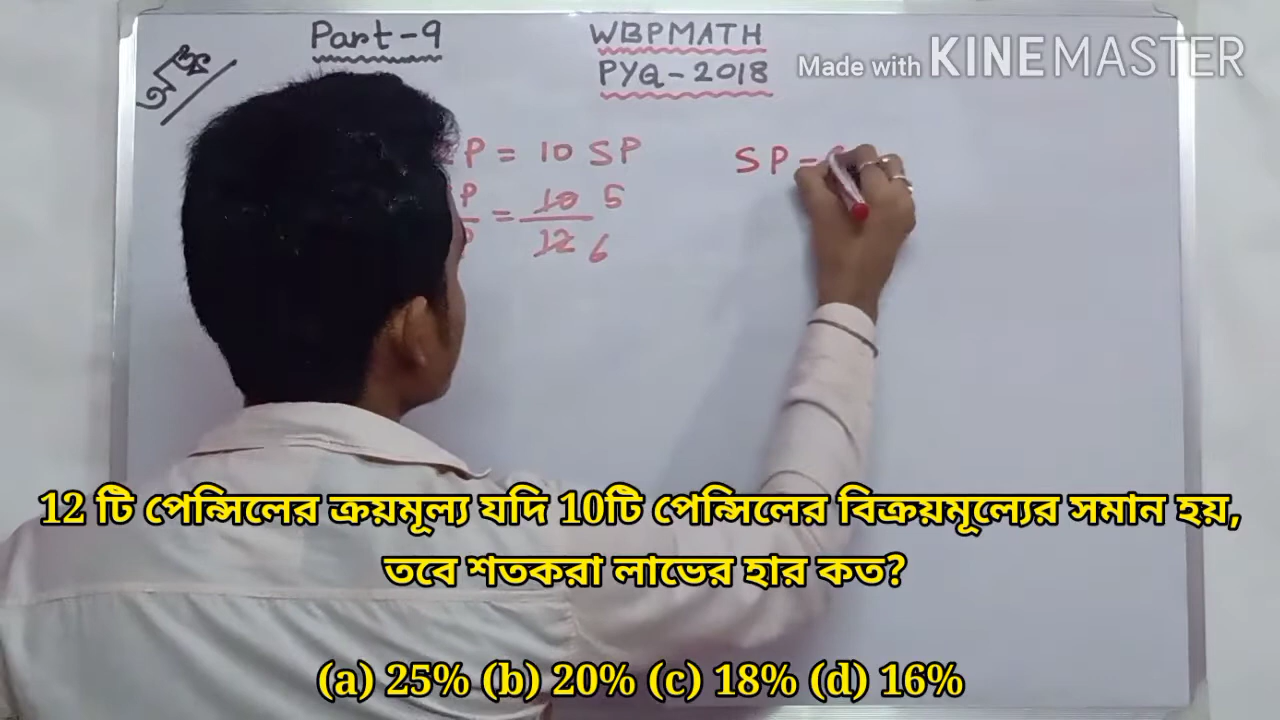 অঙ্ক
Part-9
WBPMATH
PYQ-2018
Made with KINEMASTER
P = 10 SP
SP =
P = 10 5
12 6
12 টি পেন্সিলের ক্রয়মূল্য যদি 10টি পেন্সিলের বিক্রয়মূল্যের সমান হয়,
তবে শতকরা লাভের হার কত?
(a) 25% (b) 20% (c) 18% (d) 16%